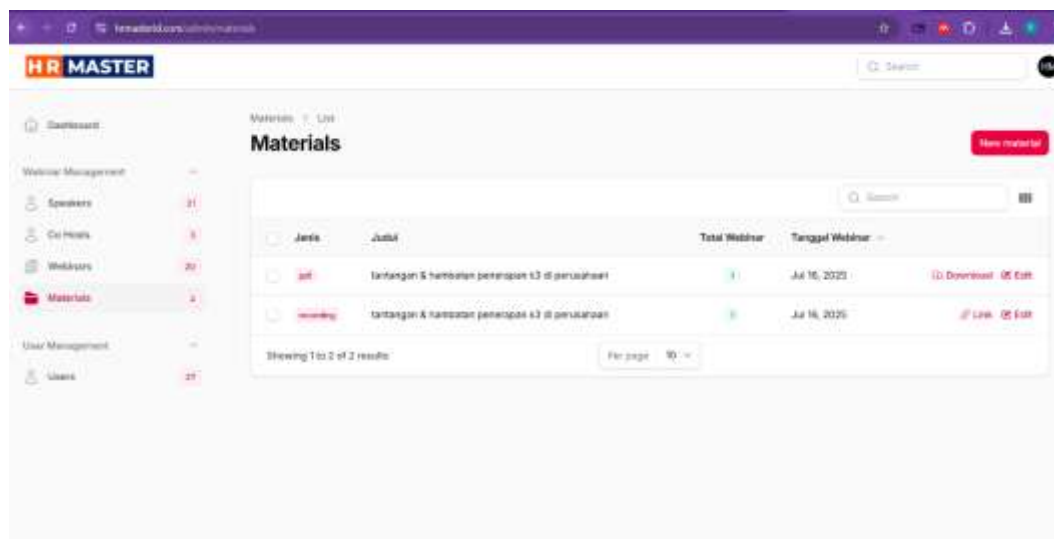 HR MASTER
Search
Dashboard
Materials > List
Materials
New material
Webinar Management
Speakers 21
Co Hosts
Webinars 20
Materials 2
Search
Jenis Judul Total Webinar Tanggal Webinar
pdf tantangan & hambatan penerapan k3 di perusahaan Jul 16, 2025 Download Edit
recording tantangan & hambatan penerapan k3 di perusahaan Jul 16, 2025 Link Edit
Showing 1 to 2 of 2 results Per page 10
User Management
Users 27